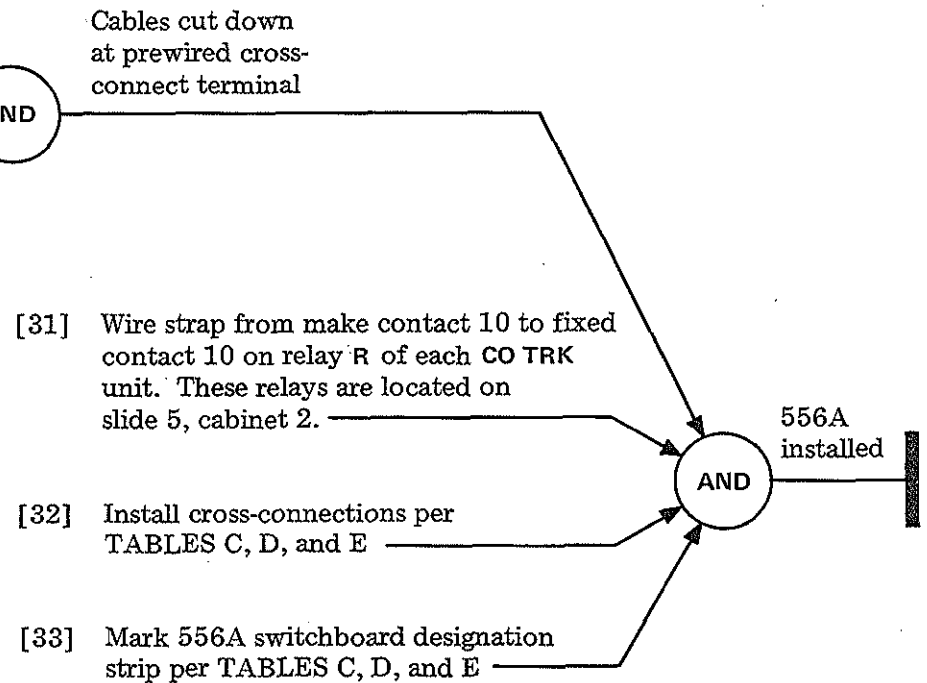 Cables cut down
at prewired cross-
connect terminal
ND
[31] Wire strap from make contact 10 to fixed
contact 10 on relay R of each CO TRK
unit. These relays are located on
slide 5, cabinet 2.
556A
installed
AND
[32] Install cross-connections per
TABLES C, D, and E
[33] Mark 556A switchboard designation
strip per TABLES C, D, and E